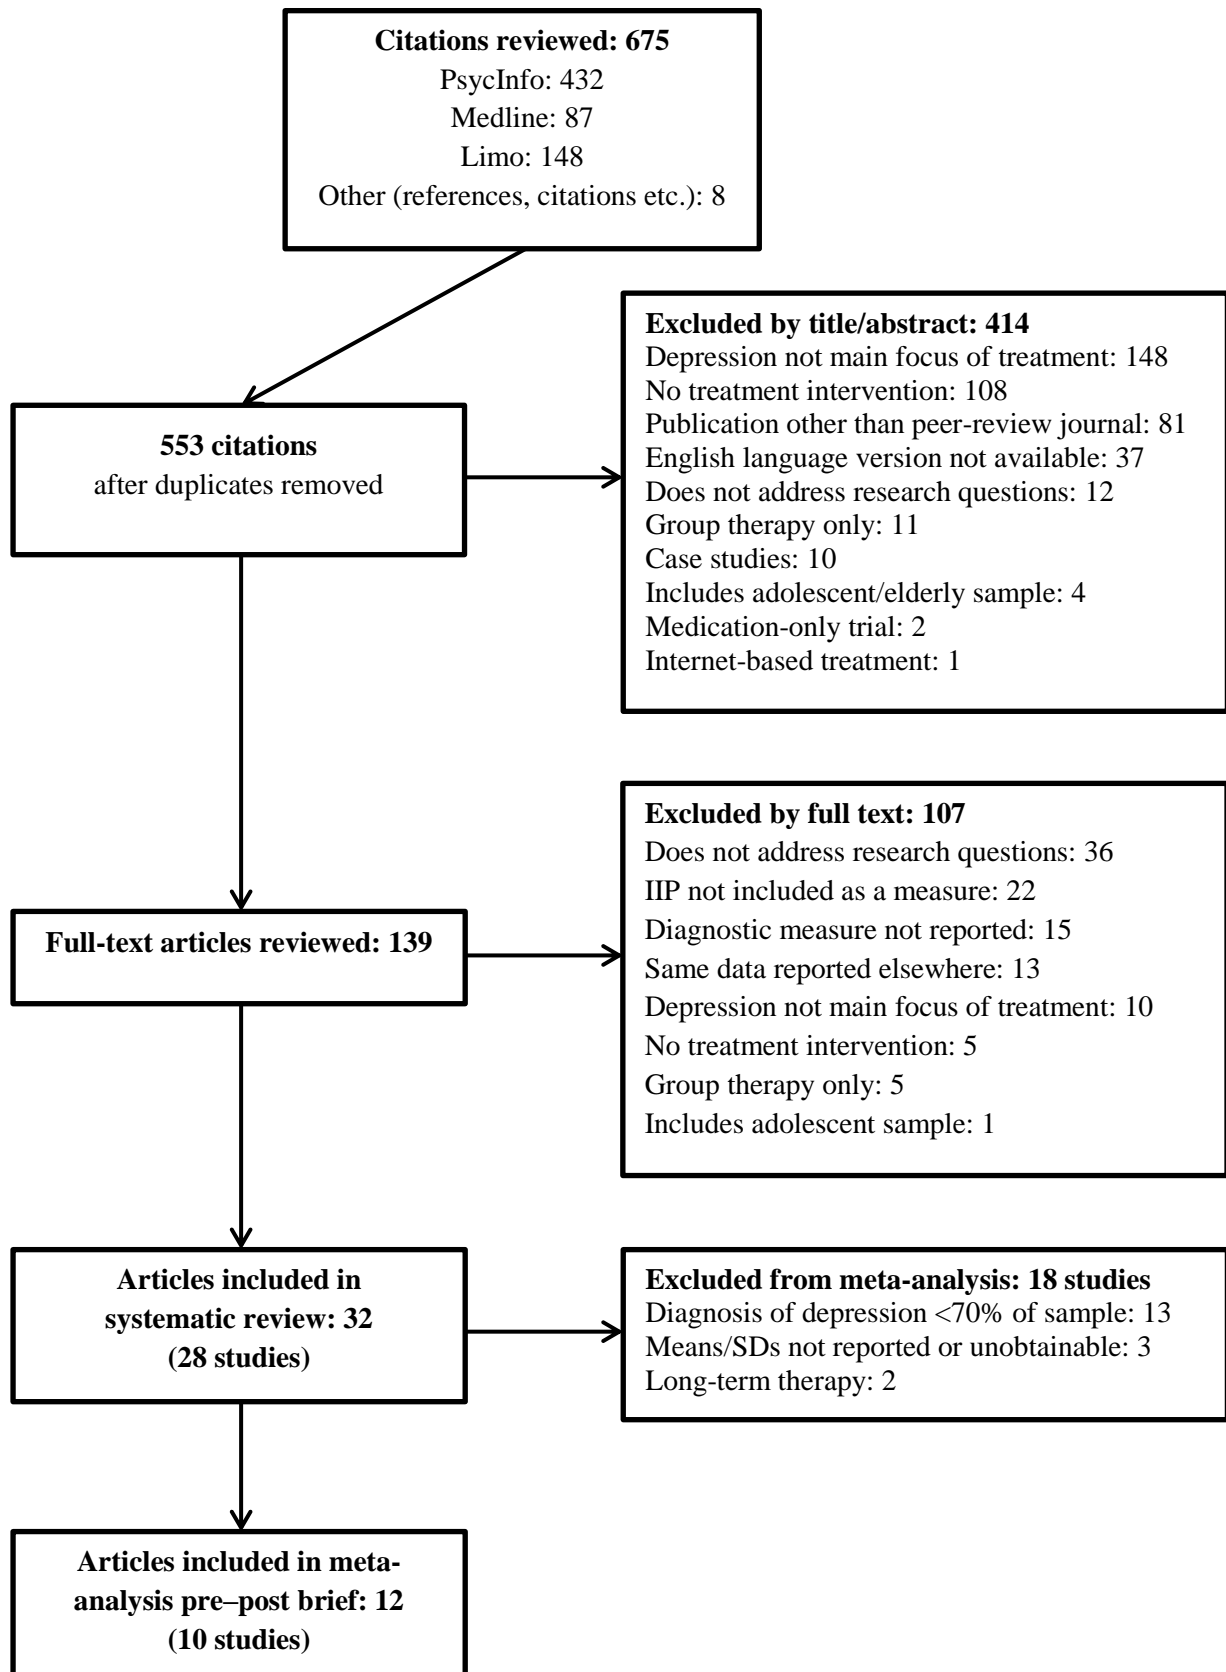 Citations reviewed: 675
PsycInfo: 432
Medline: 87
Limo: 148
Other (references, citations etc.): 8
Excluded by title/abstract: 414
Depression not main focus of treatment: 148
No treatment intervention: 108
Publication other than peer-review journal: 81
English language version not available: 37
Does not address research questions: 12
Group therapy only: 11
Case studies: 10
Includes adolescent/elderly sample: 4
Medication-only trial: 2
Internet-based treatment: 1
553 citations
after duplicates removed
Excluded by full text: 107
Does not address research questions: 36
IIP not included as a measure: 22
Diagnostic measure not reported: 15
Same data reported elsewhere: 13
Depression not main focus of treatment: 10
No treatment intervention: 5
Group therapy only: 5
Includes adolescent sample: 1
Full-text articles reviewed: 139
Articles included in
systematic review: 32
(28 studies)
Excluded from meta-analysis: 18 studies
Diagnosis of depression <70% of sample: 13
Means/SDs not reported or unobtainable: 3
Long-term therapy: 2
Articles included in meta-
analysis pre–post brief: 12
(10 studies)